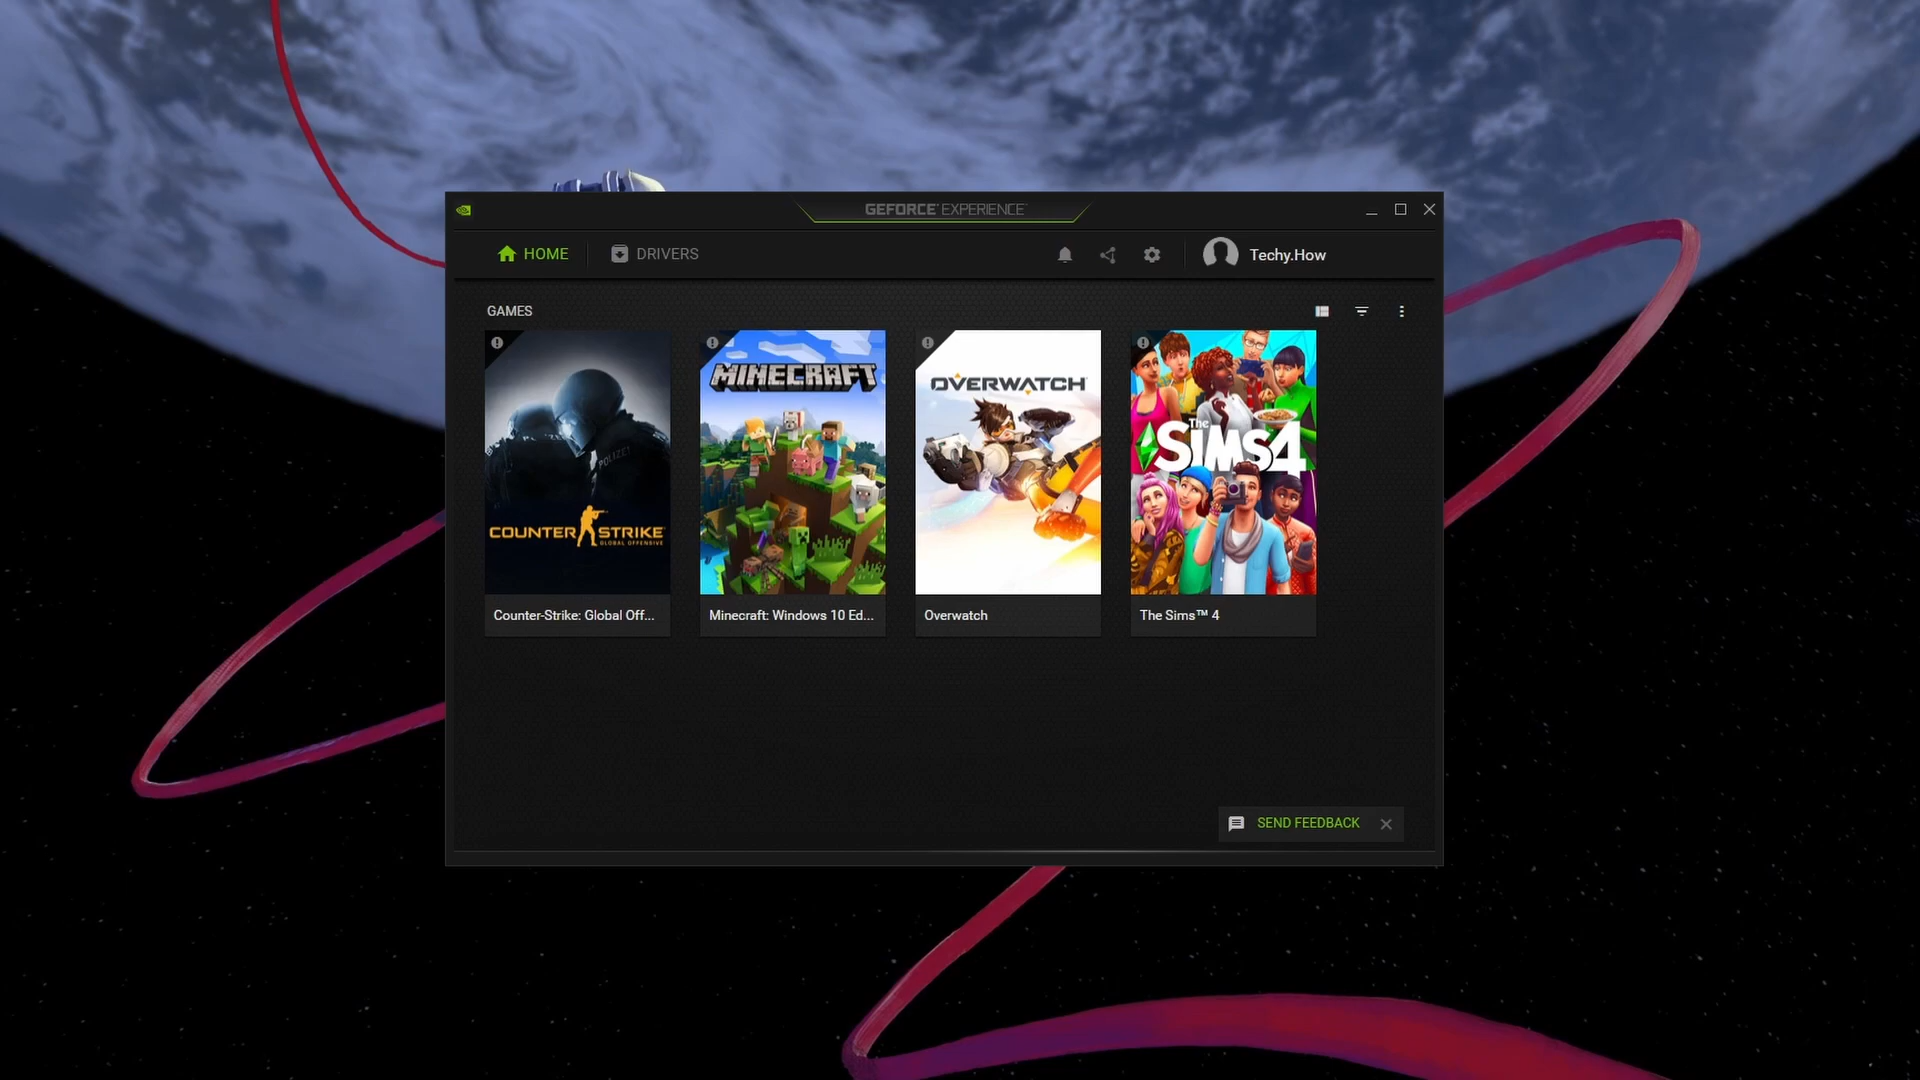 GEFORCE EXPERIENCE
HOME
DRIVERS
Techy.How
GAMES
POLIZEI
COUNTER STRIKE
GLOBAL OFFENSIVE
MINECRAFT
OVERWATCH
The
SIMS4
Counter-Strike: Global Off...
Minecraft: Windows 10 Ed...
Overwatch
The Sims™ 4
SEND FEEDBACK